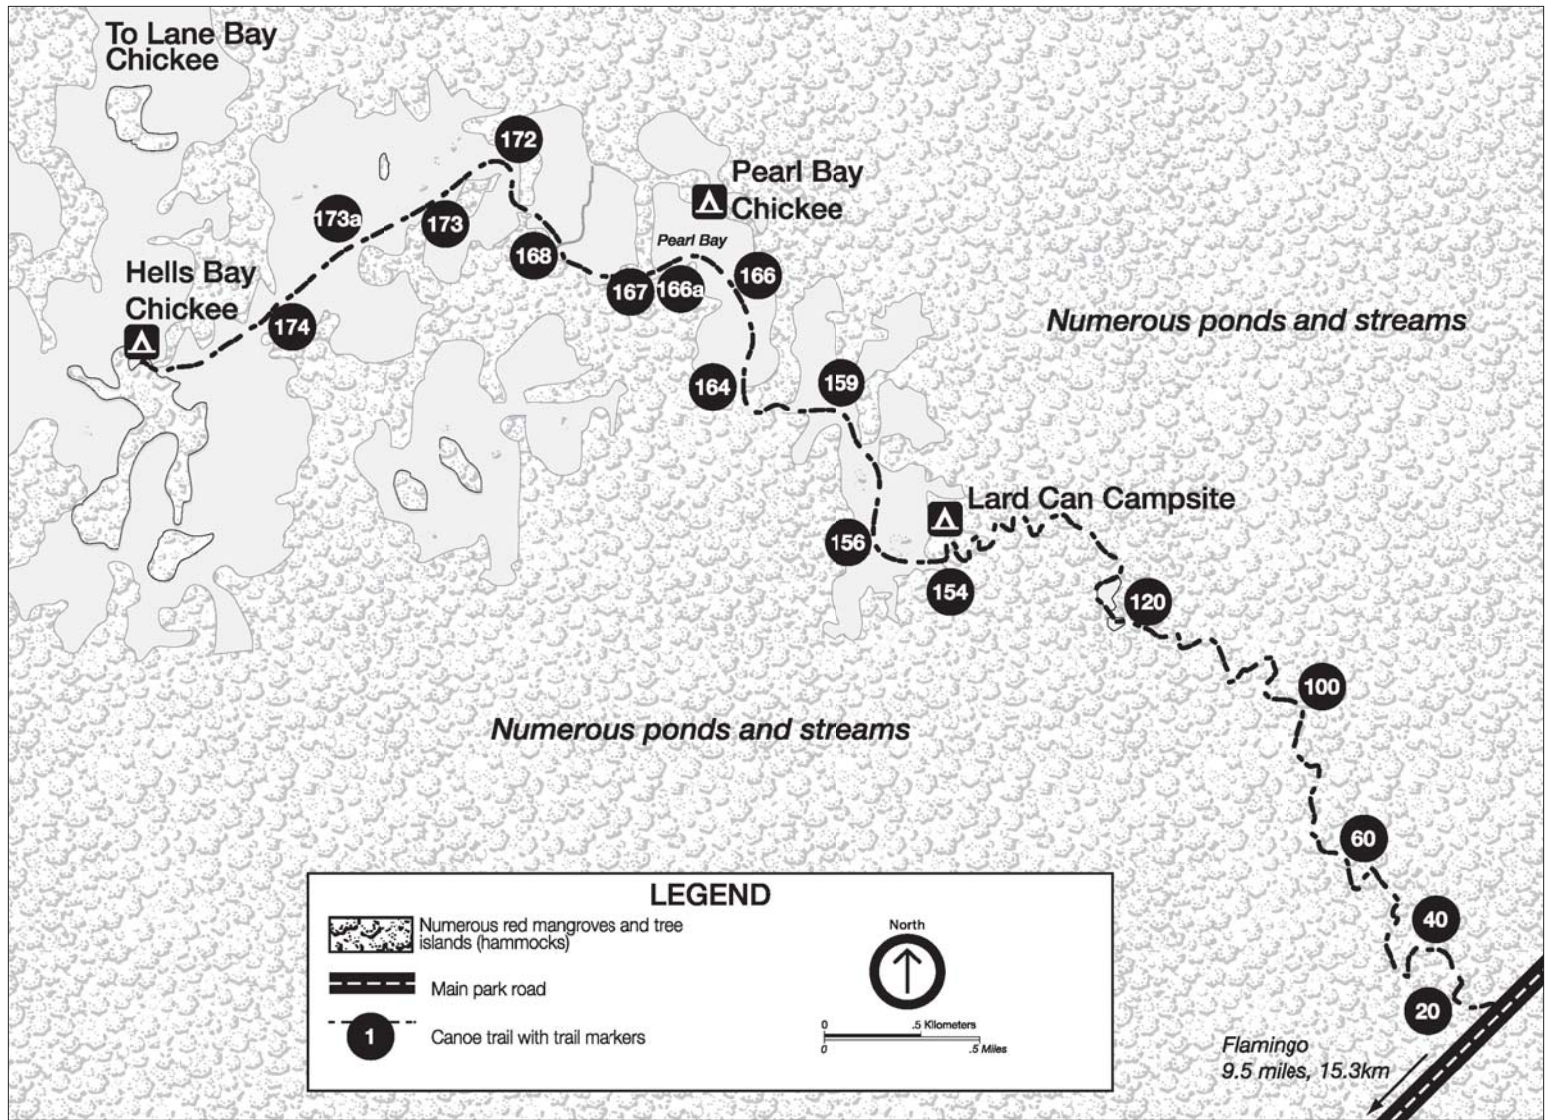 To Lane Bay
Chickee
172
Pearl Bay
Chickee
173a
173
168
Pearl Bay
166
167
166a
Hells Bay
Chickee
174
Numerous ponds and streams
164
159
Lard Can Campsite
156
154
120
100
Numerous ponds and streams
60
40
20
Flamingo
9.5 miles, 15.3km
LEGEND
Numerous red mangroves and tree
islands (hammocks)
Main park road
1
Canoe trail with trail markers
North
0 .5 Kilometers
0 .5 Miles